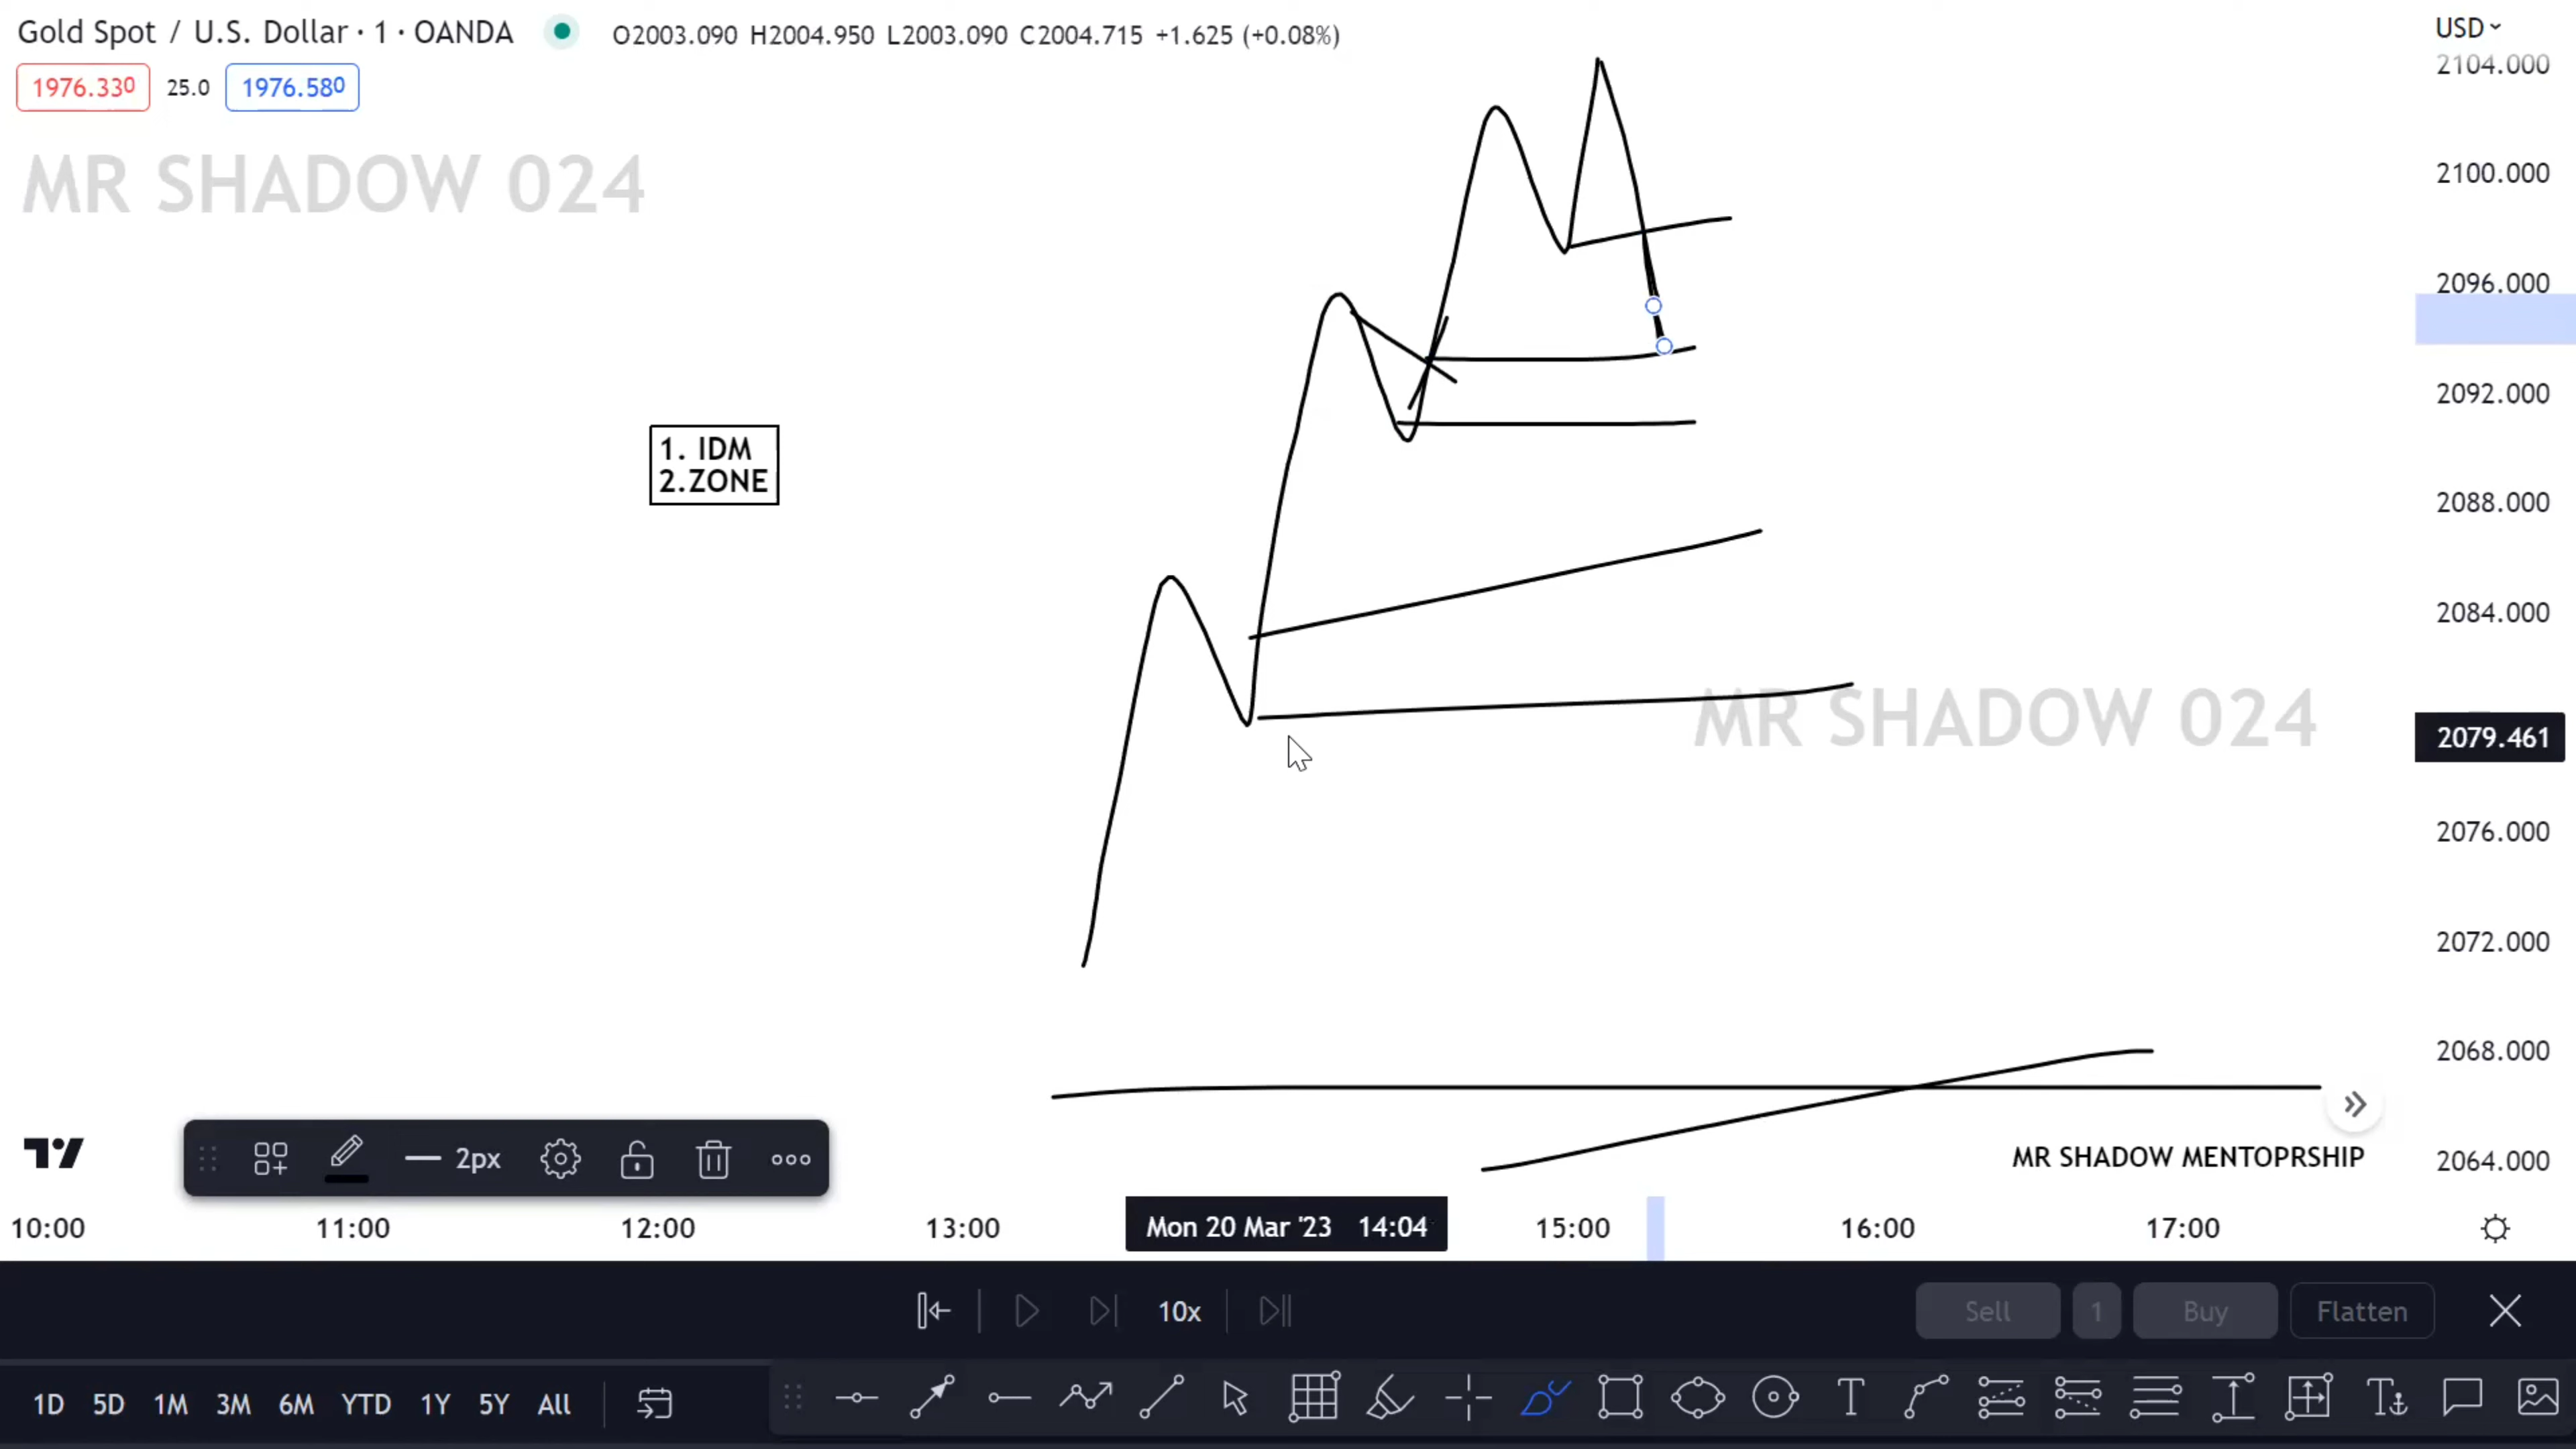 Gold Spot / U.S. Dollar · 1 · OANDA
O2003.090 H2004.950 L2003.090 C2004.715 +1.625 (+0.08%)
USD
1976.330 25.0 1976.580
MR SHADOW 024
2104.000
2100.000
2096.000
2092.000
1. IDM
2.ZONE
2088.000
2084.000
MR SHADOW 024
2079.461
2076.000
2072.000
2068.000
2064.000
2px
MR SHADOW MENTOPRSHIP
10:00 11:00 12:00 13:00 Mon 20 Mar '23 14:04 15:00 16:00 17:00
10x
Sell 1 Buy Flatten
1D 5D 1M 3M 6M YTD 1Y 5Y All